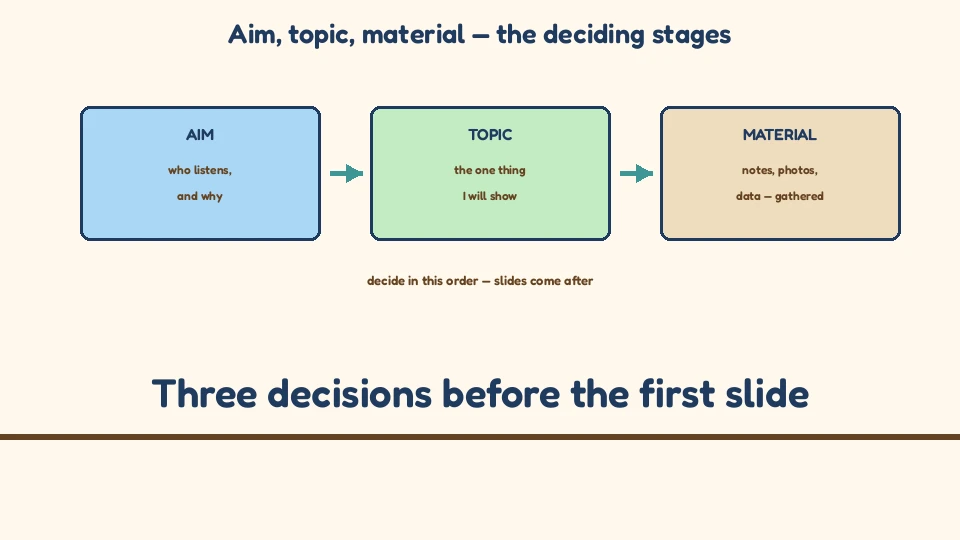 Aim, topic, material — the deciding stages
AIM
who listens,
and why
TOPIC
the one thing
I will show
MATERIAL
notes, photos,
data — gathered
decide in this order — slides come after
Three decisions before the first slide